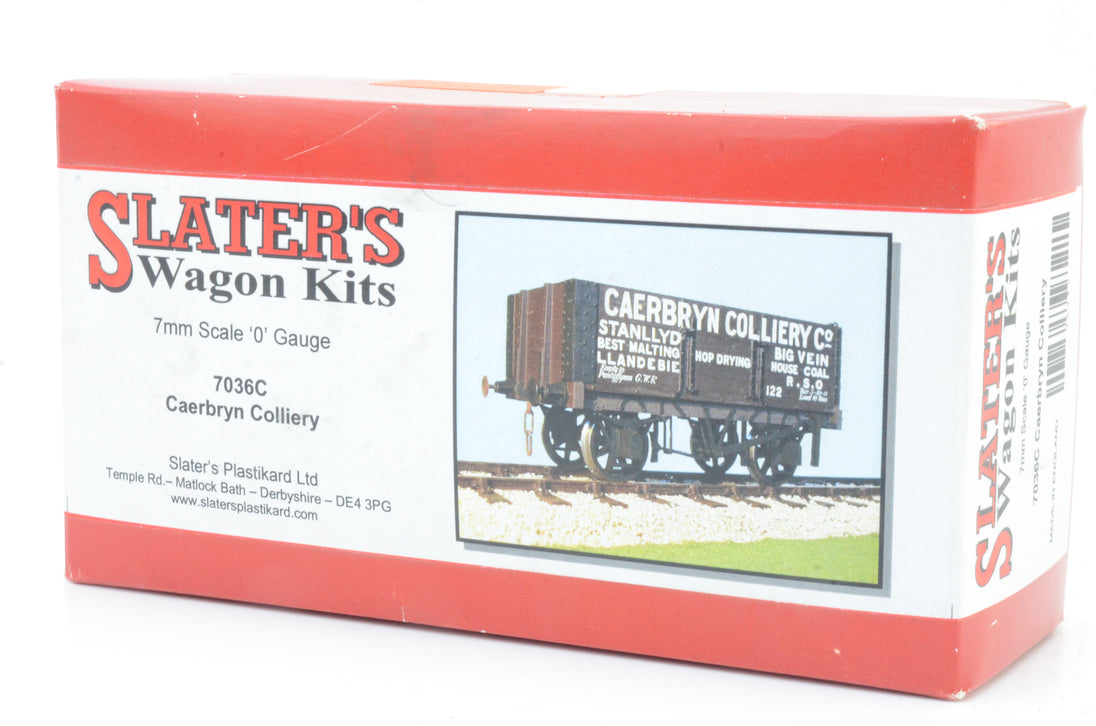 SLATER'S
Wagon Kits
7mm Scale '0' Gauge
7036C
Caerbryn Colliery
Slater's Plastikard Ltd
Temple Rd.– Matlock Bath – Derbyshire – DE4 3PG
www.slatersplastikard.com
CAERBRYN COLLIERY Co
STANLLYD
BEST MALTING
LLANDEBIE
HOP DRYING
BIG VEIN
HOUSE COAL
R.S.O
122
G.W.R
SLATER'S
Wagon Kits
7mm Scale '0' Gauge
7036C Caerbryn Colliery
MADE IN ENGLAND